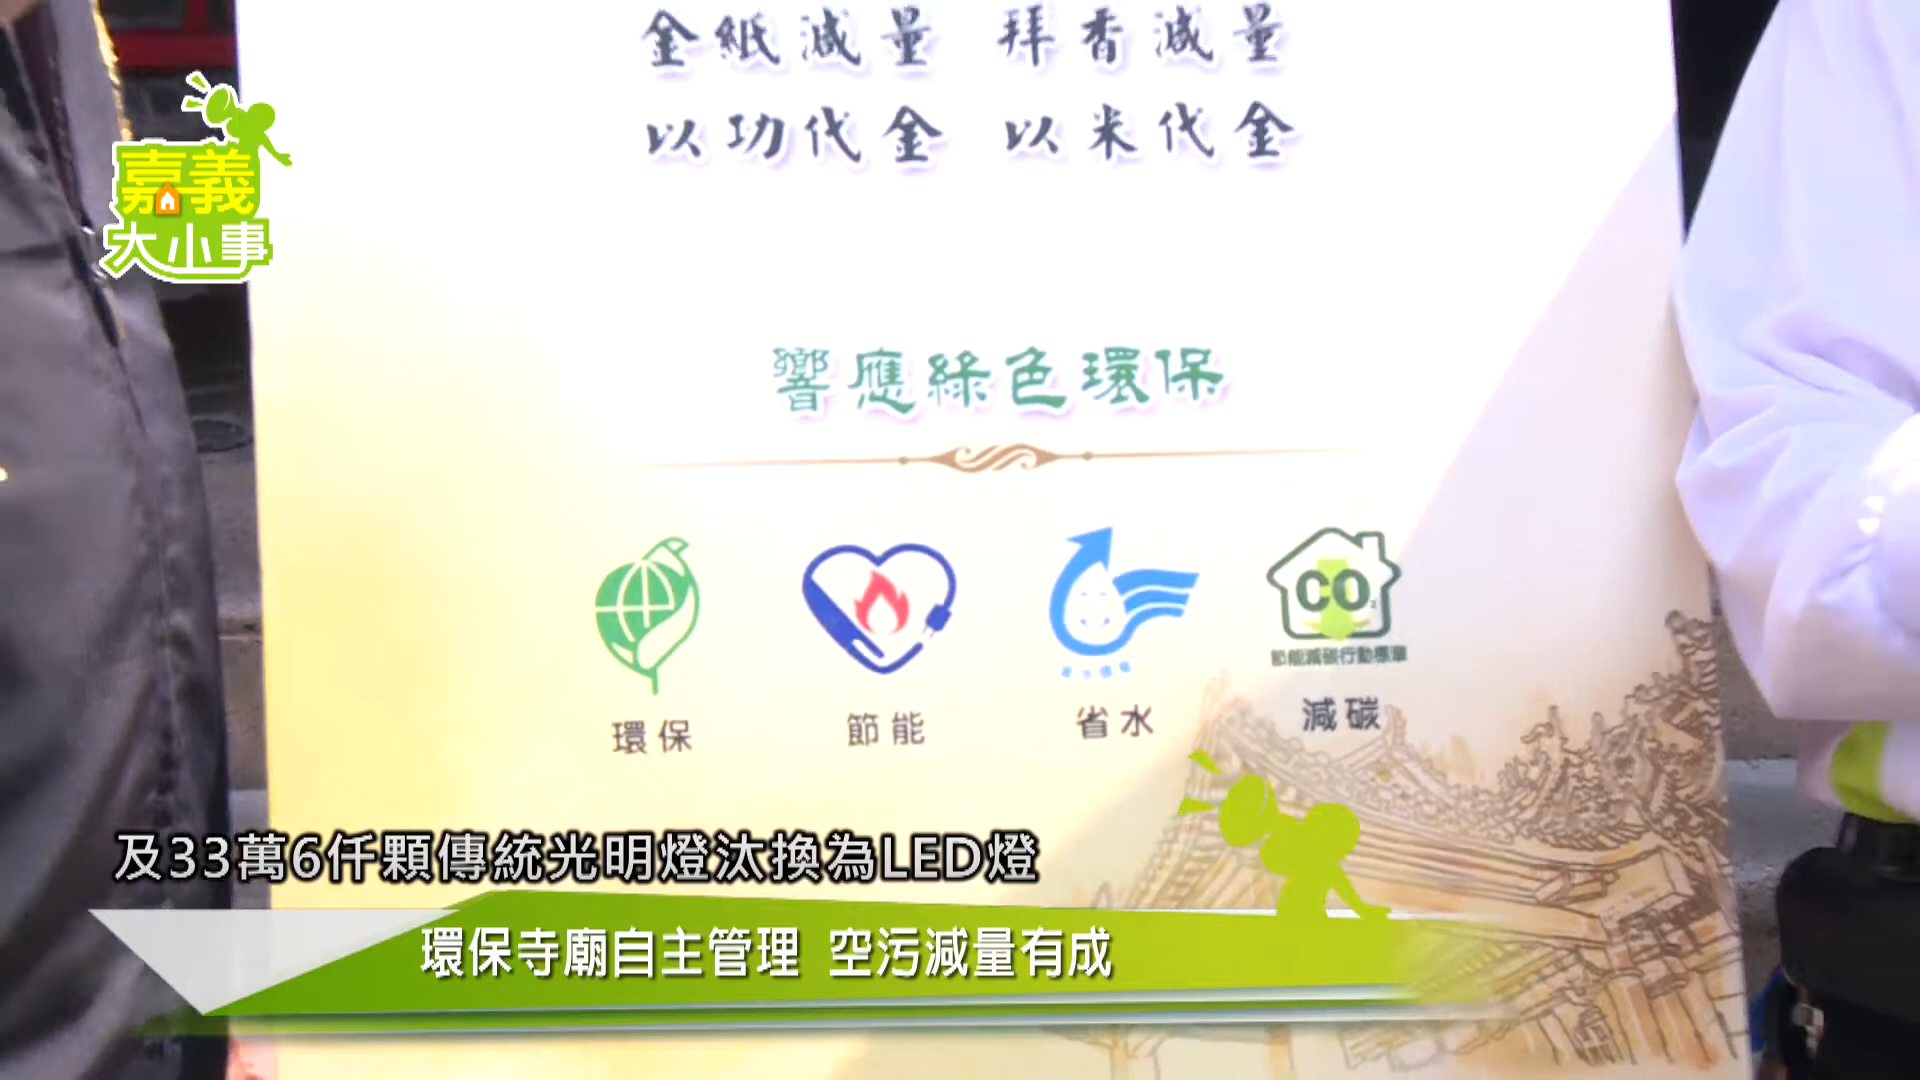 金紙減量 拜香減量
以功代金 以米代金
嘉義
大小事
響應綠色環保
CO2
節能減碳行動標章
環保
節能
省水
減碳
及33萬6仟顆傳統光明燈汰換為LED燈
環保寺廟自主管理 空污減量有成